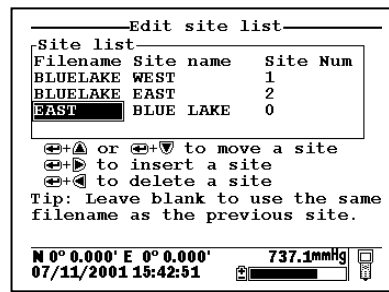 Edit site list
Site list
Filename Site name Site Num
BLUELAKE WEST 1
BLUELAKE EAST 2
EAST BLUE LAKE 0
+ or + to move a site
+ to insert a site
+ to delete a site
Tip: Leave blank to use the same
filename as the previous site.
N 0° 0.000' E 0° 0.000' 737.1mmHg
07/11/2001 15:42:51